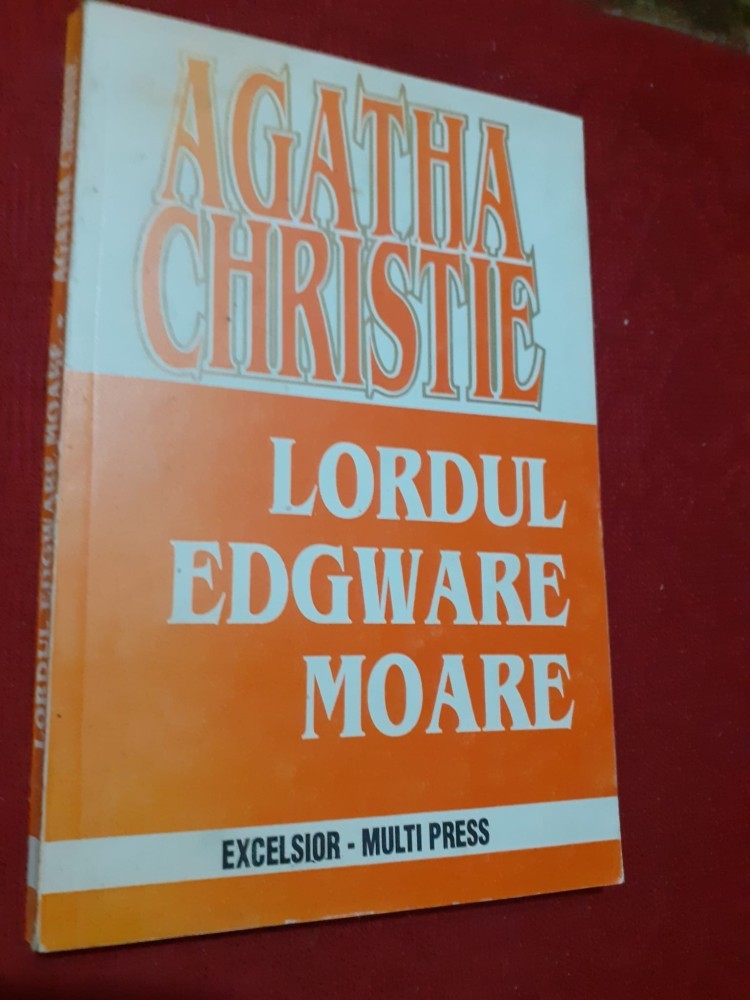 AGATHA
CHRISTIE
LORDUL
EDGWARE
MOARE
EXCELSIOR - MULTI PRESS
LORDUL EDGWARE MOARE - AGATHA CHRISTIE